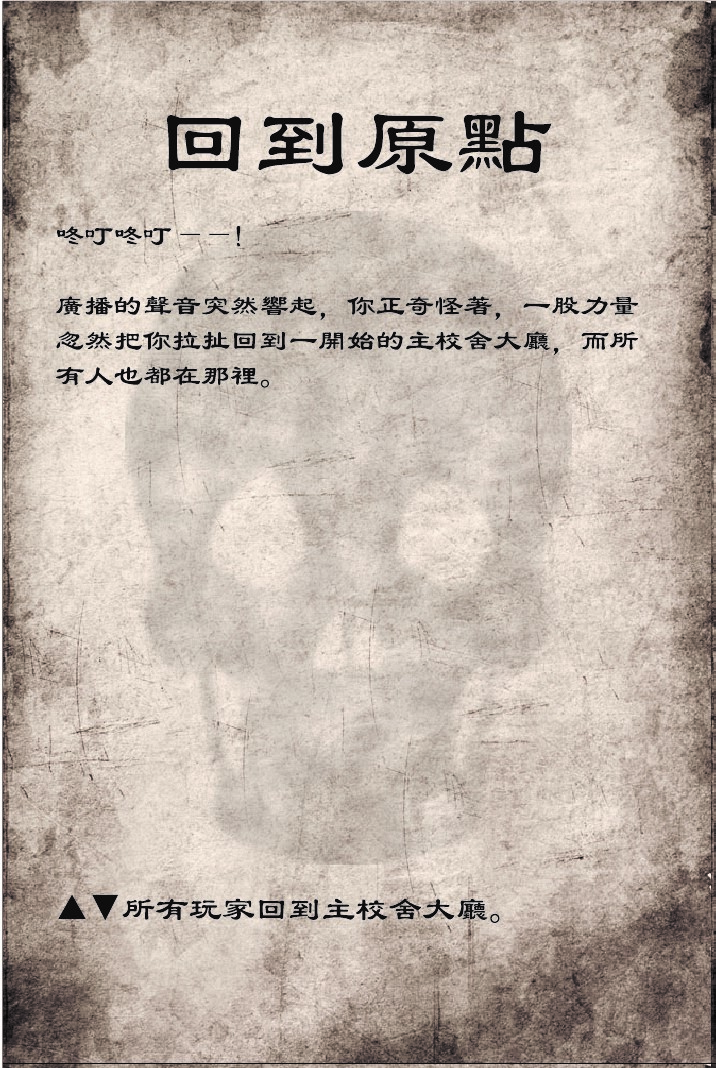 回到原點
咚叮咚叮——!
廣播的聲音突然響起，你正奇怪著，一股力量
忽然把你拉扯回到一開始的主校舍大廳，而所
有人也都在那裡。
▲▼所有玩家回到主校舍大廳。